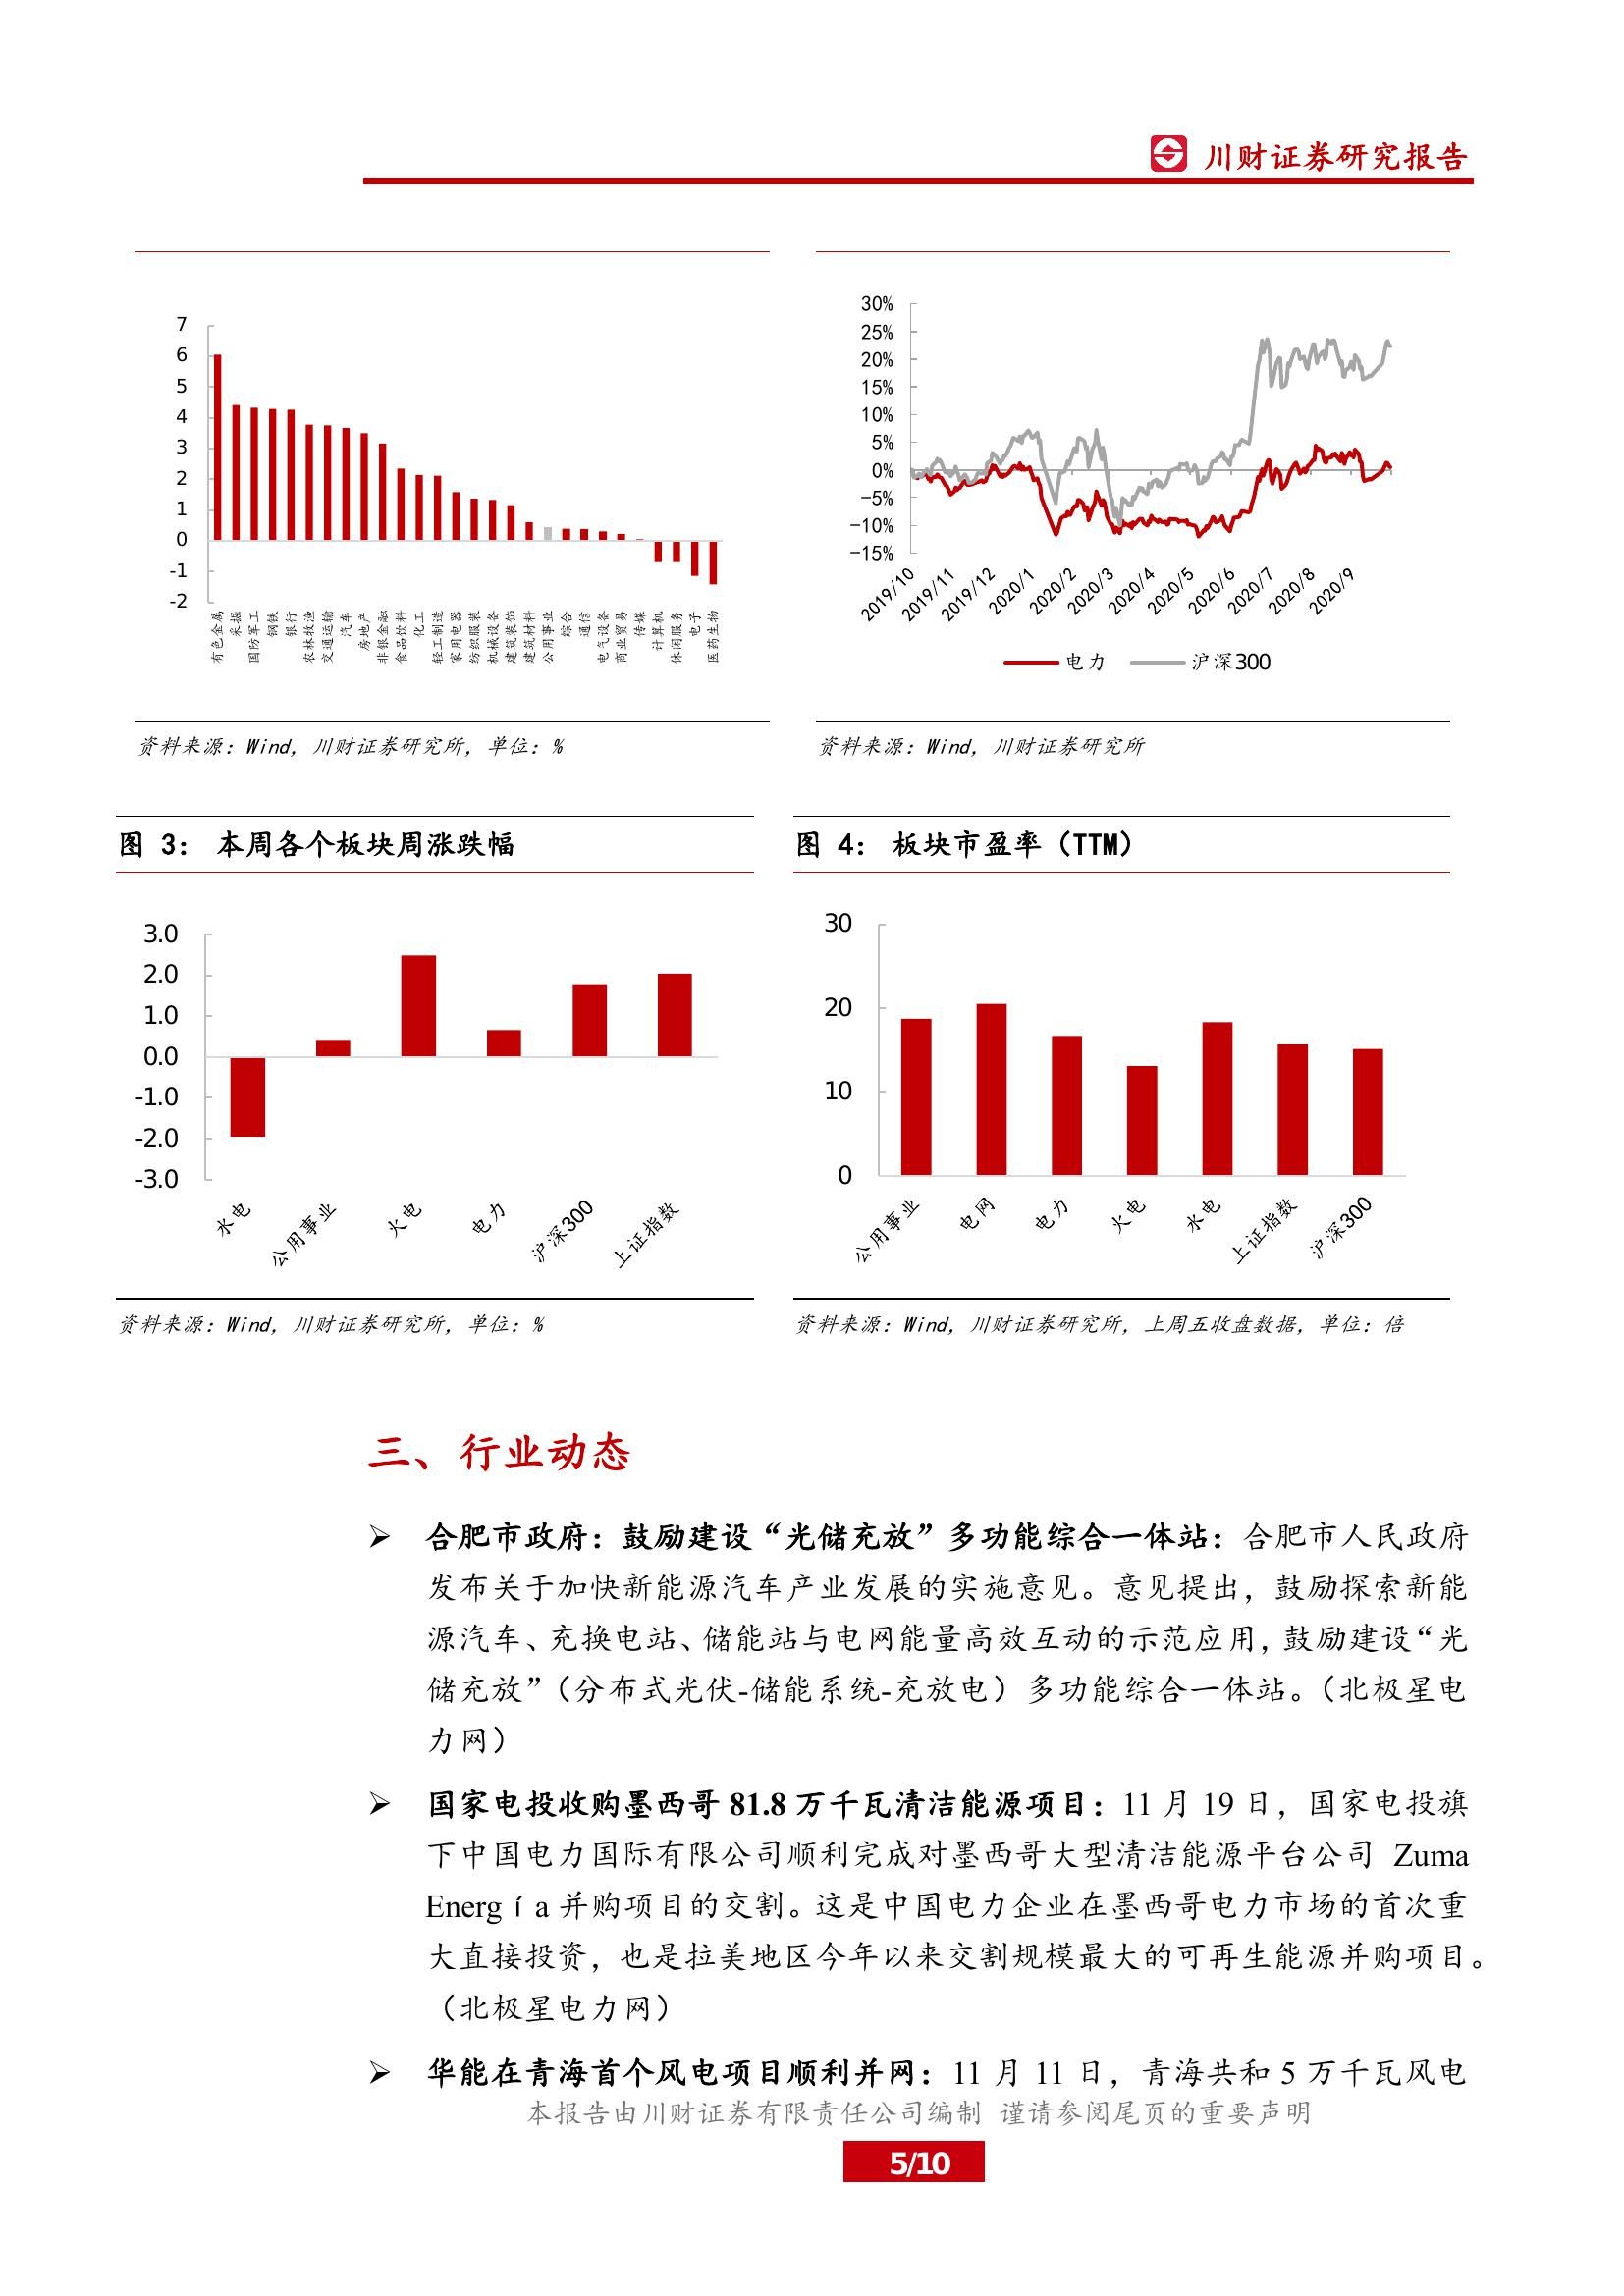 川财证券研究报告
7
6
5
4
3
2
1
0
-1
-2
有色金属
采掘
国防军工
钢铁
银行
农林牧渔
交通运输
汽车
房地产
非银金融
食品饮料
化工
轻工制造
家用电器
纺织服装
机械设备
建筑装饰
建筑材料
公用事业
综合
通信
电气设备
商业贸易
传媒
计算机
休闲服务
电子
医药生物
30%
25%
20%
15%
10%
5%
0%
-5%
-10%
-15%
2019/10
2019/11
2019/12
2020/1
2020/2
2020/3
2020/4
2020/5
2020/6
2020/7
2020/8
2020/9
电力
沪深300
资料来源：Wind，川财证券研究所，单位：%
资料来源：Wind，川财证券研究所
图 3： 本周各个板块周涨跌幅
图 4： 板块市盈率（TTM）
3.0
2.0
1.0
0.0
-1.0
-2.0
-3.0
水电
公用事业
火电
电力
沪深300
上证指数
30
20
10
0
公用事业
电网
电力
火电
水电
上证指数
沪深300
资料来源：Wind，川财证券研究所，单位：%
资料来源：Wind，川财证券研究所，上周五收盘数据，单位：倍
三、行业动态
➢ 合肥市政府：鼓励建设“光储充放”多功能综合一体站：合肥市人民政府
发布关于加快新能源汽车产业发展的实施意见。意见提出，鼓励探索新能
源汽车、充换电站、储能站与电网能量高效互动的示范应用，鼓励建设“光
储充放”（分布式光伏-储能系统-充放电）多功能综合一体站。（北极星电
力网）
➢ 国家电投收购墨西哥 81.8 万千瓦清洁能源项目：11 月 19 日，国家电投旗
下中国电力国际有限公司顺利完成对墨西哥大型清洁能源平台公司 Zuma
Energía 并购项目的交割。这是中国电力企业在墨西哥电力市场的首次重
大直接投资，也是拉美地区今年以来交割规模最大的可再生能源并购项目。
（北极星电力网）
➢ 华能在青海首个风电项目顺利并网：11 月 11 日，青海共和 5 万千瓦风电
本报告由川财证券有限责任公司编制 谨请参阅尾页的重要声明
5/10